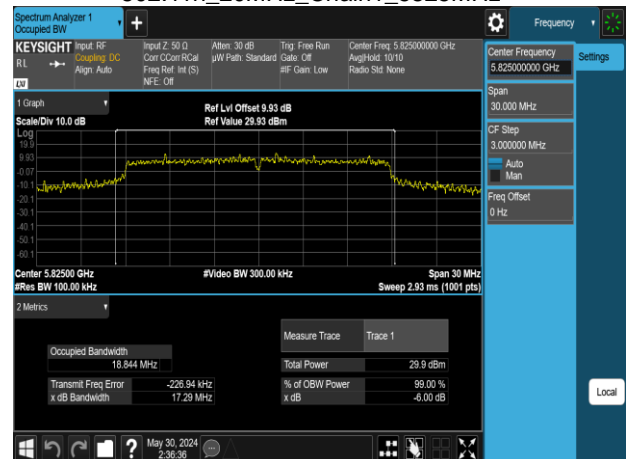 Spectrum Analyzer 1
Occupied BW
Frequency
KEYSIGHT
RL
LXI
Input: RF
Coupling: DC
Align: Auto
Input Z: 50 Ω
Corr CCorr RCal
Freq Ref: Int (S)
NFE: Off
Atten: 30 dB
µW Path: Standard
Trig: Free Run
Gate: Off
#IF Gain: Low
Center Freq: 5.825000000 GHz
Avg|Hold: 10/10
Radio Std: None
Center Frequency
5.825000000 GHz
Settings
Span
30.000 MHz
CF Step
3.000000 MHz
Auto
Man
Freq Offset
0 Hz
Local
1 Graph
Scale/Div 10.0 dB
Ref Lvl Offset 9.93 dB
Ref Value 29.93 dBm
Log
19.9
9.93
-0.07
-10.1
-20.1
-30.1
-40.1
-50.1
-60.1
Center 5.82500 GHz
#Video BW 300.00 kHz
Span 30 MHz
#Res BW 100.00 kHz
Sweep 2.93 ms (1001 pts)
2 Metrics
Measure Trace Trace 1
Occupied Bandwidth
18.844 MHz
Total Power 29.9 dBm
Transmit Freq Error -226.94 kHz
% of OBW Power 99.00 %
x dB Bandwidth 17.29 MHz
x dB -6.00 dB
May 30, 2024
2:36:36